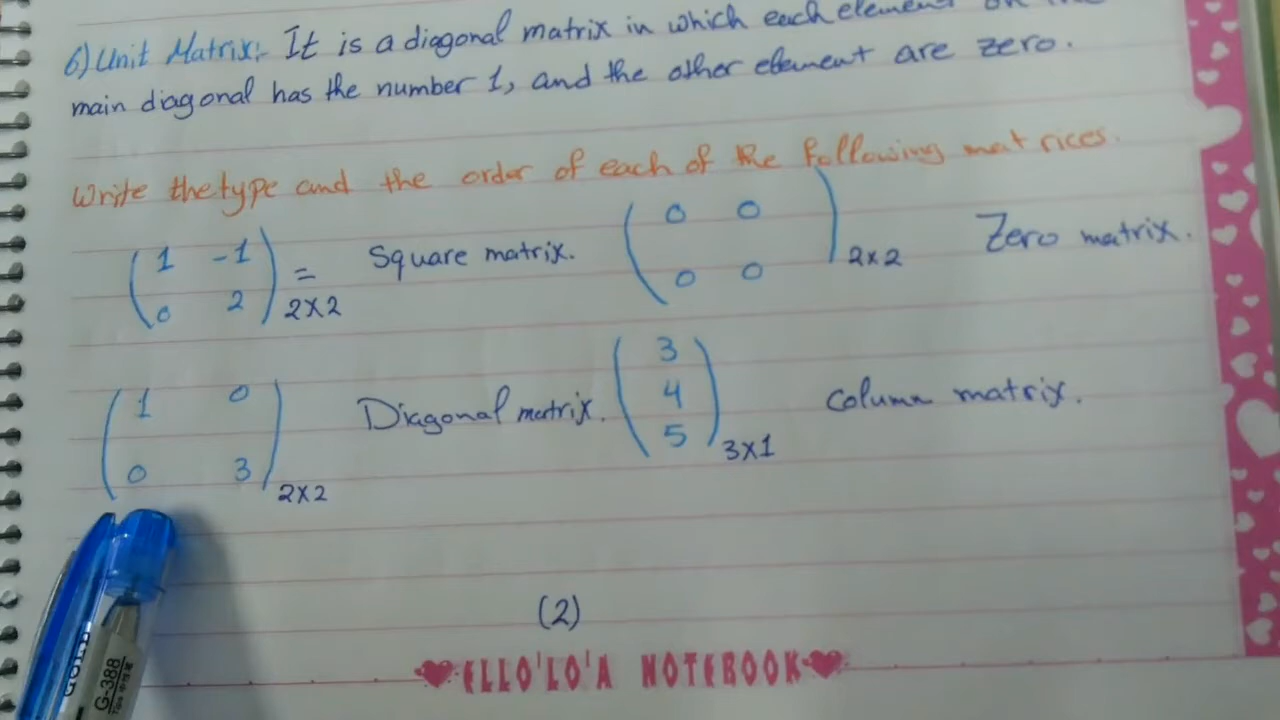 6) Unit Matrix: It is a diagonal matrix in which each element on the
main diagonal has the number 1, and the other element are zero.
Write the type and the order of each of the following matrices.
( 1 -1 ) = Square matrix. ( 0 0 ) Zero matrix.
( 0 2 ) 2x2 ( 0 0 ) 2x2
( 1 0 ) Diagonal matrix. ( 3 ) Column matrix.
( 0 3 ) 2x2 ( 4 )
( 5 ) 3x1
(2)
ELLO'LO'A NOTEBOOK
G-388